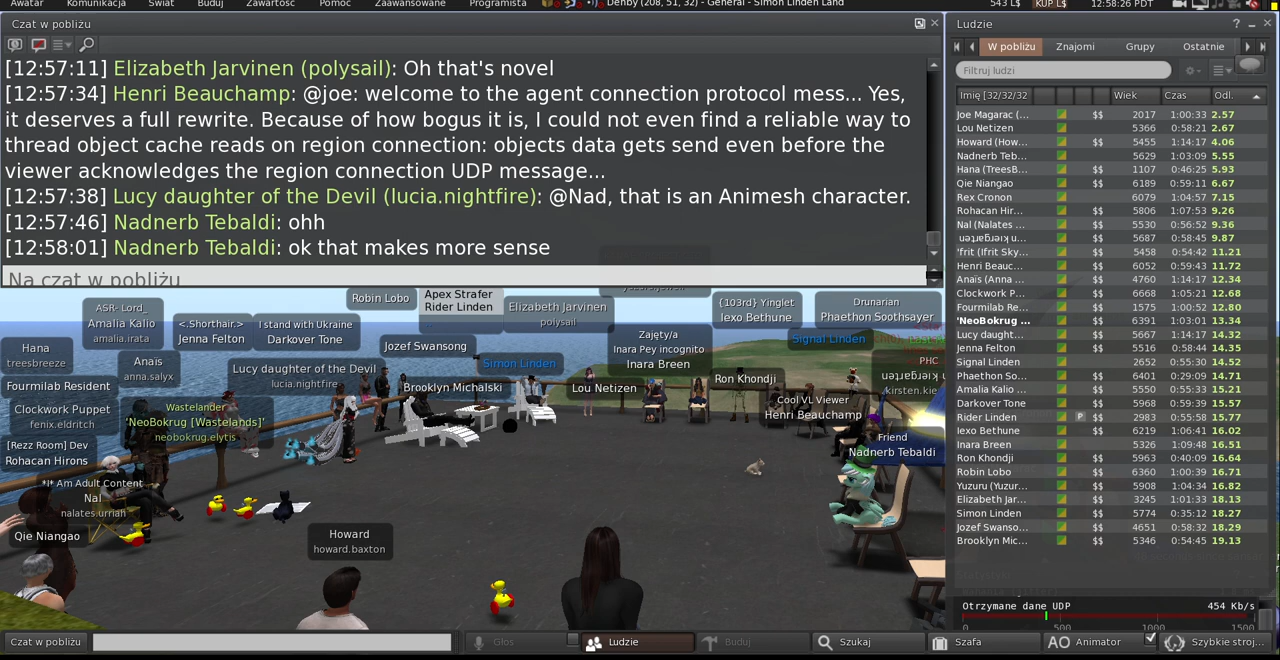 Awatar Komunikacja Świat Buduj Zawartość Pomoc Zaawansowane Programista Denby (208, 51, 32) - General - Simon Linden Land 543 L$ KUP L$ 12:58:26 PDT
Czat w pobliżu
[12:57:11] Elizabeth Jarvinen (polysail): Oh that's novel
[12:57:34] Henri Beauchamp: @joe: welcome to the agent connection protocol mess... Yes,
it deserves a full rewrite. Because of how bogus it is, I could not even find a reliable way to
thread object cache reads on region connection: objects data gets send even before the
viewer acknowledges the region connection UDP message...
[12:57:38] Lucy daughter of the Devil (lucia.nightfire): @Nad, that is an Animesh character.
[12:57:46] Nadnerb Tebaldi: ohh
[12:58:01] Nadnerb Tebaldi: ok that makes more sense
Na czat w pobliżu
ASR- Lord_
Amalia Kalio
amalia.irata
<.Shorthair.>
Jenna Felton
I stand with Ukraine
Darkover Tone
Robin Lobo
Apex Strafer
Rider Linden
Elizabeth Jarvinen
polysail
{103rd} Yinglet
Iexo Bethune
Drunarian
Phaethon Soothsayer
Hana
treesbreeze
Anaïs
anna.salyx
Jozef Swansong
Simon Linden
Zajęty/a
Inara Pey incognito
Inara Breen
Signal Linden
PHC
Fourmilab Resident
Lucy daughter of the Devil
lucia.nightfire
Brooklyn Michalski
Lou Netizen
Ron Khondji
Clockwork Puppet
fenix.eldritch
Wastelander
'NeoBokrug [Wastelands]'
neobokrug.elytis
Cool VL Viewer
Henri Beauchamp
[Rezz Room] Dev
Rohacan Hirons
Friend
Nadnerb Tebaldi
*I* Am Adult Content
Nal
nalates.urriah
Qie Niangao
Howard
howard.baxton
Czat w pobliżu
Głos
Ludzie
Buduj
Szukaj
Szafa
AO Animator
Szybkie stroj...
Ludzie
W pobliżu Znajomi Grupy Ostatnie
Filtruj ludzi
Imię [32/32/32 Wiek Czas Odl.
Joe Magarac (... $$ 2017 1:00:33 2.57
Lou Netizen 5366 0:58:21 2.67
Howard (How... $$ 5455 1:14:17 4.06
Nadnerb Teb... 5629 1:03:09 5.55
Hana (TreesB... $$ 1107 0:46:25 5.93
Qie Niangao $$ 6189 0:59:11 6.67
Rex Cronon 6079 1:04:57 7.15
Rohacan Hir... $$ 5806 1:07:53 9.26
Nal (Nalates ... $$ 5530 0:56:52 9.36
$$ 5687 0:58:45 9.87
'frit (Ifrit Sky... $$ 5458 0:54:42 11.21
Henri Beauc... $$ 6052 0:59:43 11.72
Anaïs (Anna ... $$ 4160 1:14:17 12.34
Clockwork P... $$ 6668 1:05:21 12.68
Fourmilab Re... $$ 1575 1:00:52 12.80
'NeoBokrug ... $$ 6391 1:03:01 13.34
Lucy daught... $$ 5667 1:14:17 14.32
Jenna Felton $$ 5516 0:58:44 14.35
Signal Linden 2652 0:55:30 14.52
Phaeton So... $$ 6401 0:29:09 14.71
Amalia Kalio $$ 5550 0:55:33 15.21
Darkover Tone $$ 5968 0:59:39 15.57
Rider Linden P $$ 2983 0:55:58 15.77
Iexo Bethune $$ 6219 1:06:41 16.02
Inara Breen 5326 1:09:48 16.51
Ron Khondji $$ 5963 0:40:09 16.64
Robin Lobo $$ 6360 1:00:39 16.71
Yuzuru (Yuzur... $$ 5908 1:04:34 16.82
Elizabeth Jar... $$ 3245 1:01:33 18.13
Simon Linden $$ 5774 0:35:12 18.27
Jozef Swanso... $$ 4651 0:58:32 18.29
Brooklyn Mic... $$ 5346 0:54:45 19.13
Otrzymane dane UDP 454 Kb/s
0 500 1000 1500